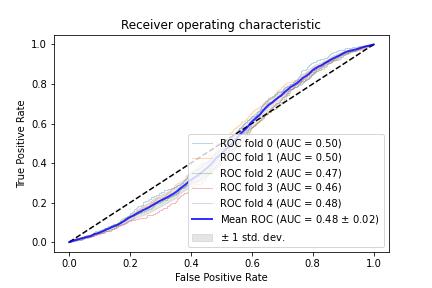 Receiver operating characteristic
1.0
0.8
0.6
0.4
0.2
0.0
True Positive Rate
ROC fold 0 (AUC = 0.50)
ROC fold 1 (AUC = 0.50)
ROC fold 2 (AUC = 0.47)
ROC fold 3 (AUC = 0.46)
ROC fold 4 (AUC = 0.48)
Mean ROC (AUC = 0.48 ± 0.02)
± 1 std. dev.
0.0 0.2 0.4 0.6 0.8 1.0
False Positive Rate